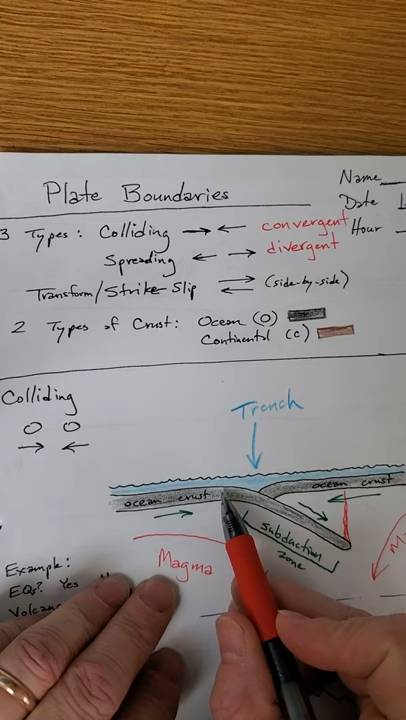 Plate Boundaries
Name
Date
Hour
3 Types: Colliding → ← convergent
Spreading ← → divergent
Transform/Strike-Slip (side-by-side)
2 Types of Crust: Ocean (O)
Continental (c)
Colliding
O O
→ ←
Trench
ocean crust
ocean crust
subduction
zone
Magma
Example:
EQs? Yes